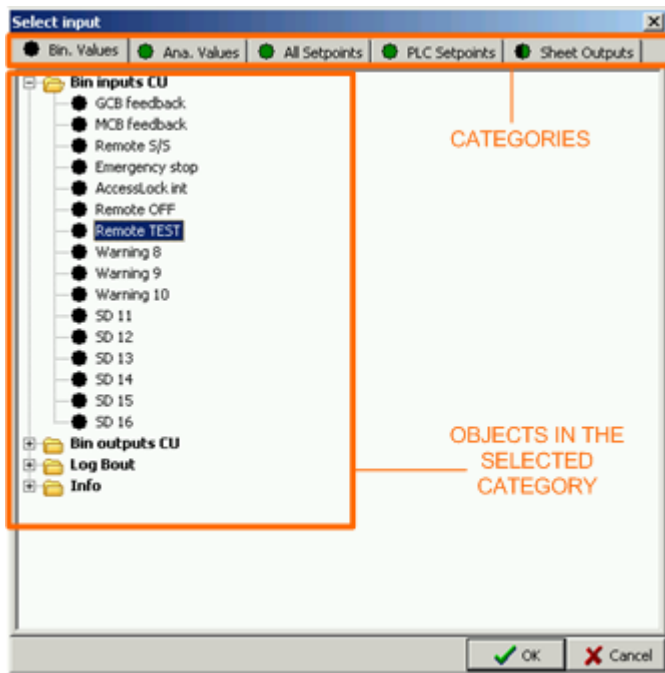 Select input
Bin. Values
Ana. Values
All Setpoints
PLC Setpoints
Sheet Outputs
Bin inputs CU
GCB feedback
MCB feedback
Remote S/S
Emergency stop
AccessLock int
Remote OFF
Remote TEST
Warning 8
Warning 9
Warning 10
SD 11
SD 12
SD 13
SD 14
SD 15
SD 16
Bin outputs CU
Log Bout
Info
CATEGORIES
OBJECTS IN THE
SELECTED
CATEGORY
OK
Cancel